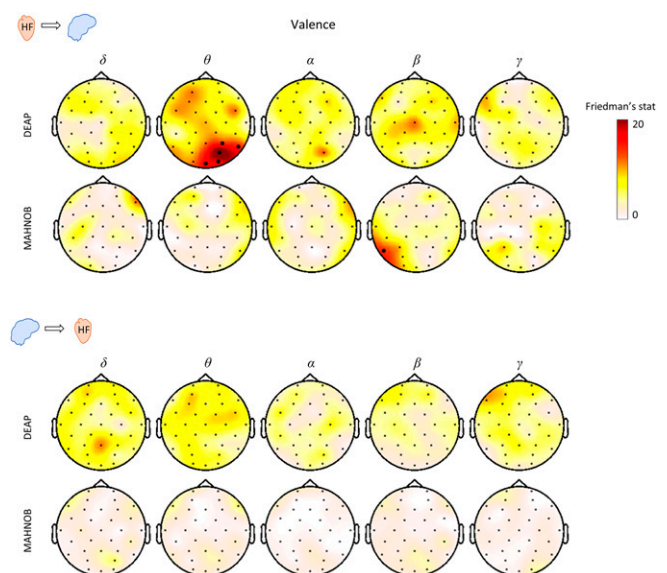 HF
Valence
δ θ α β γ
DEAP
Friedman's stat
20
0
MAHNOB
HF
δ θ α β γ
DEAP
MAHNOB